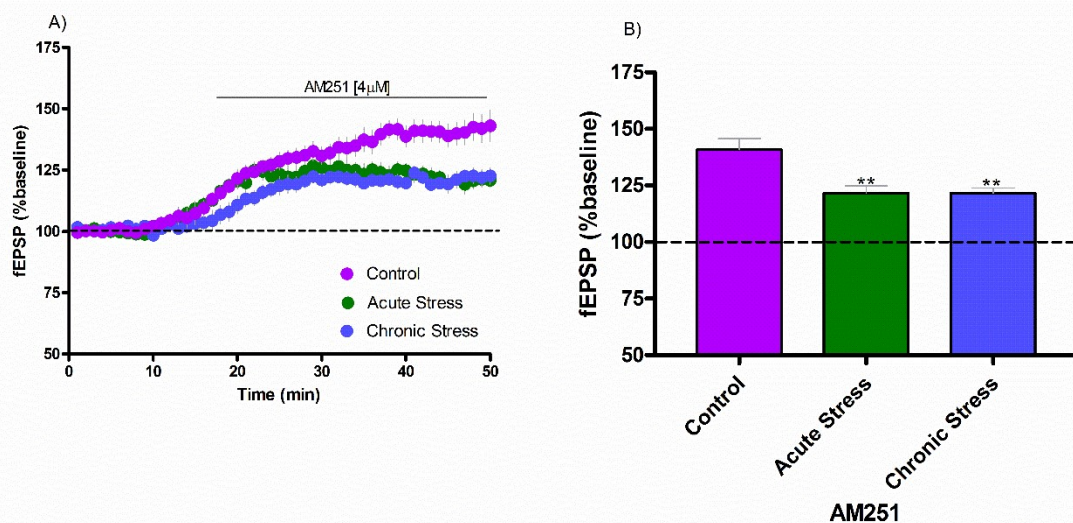 A)
175
150
125
100
75
50
fEPSP (%baseline)
AM251 [4µM]
Control
Acute Stress
Chronic Stress
0
10
20
30
40
50
Time (min)
B)
175
150
125
100
75
50
fEPSP (%baseline)
**
**
Control
Acute Stress
Chronic Stress
AM251